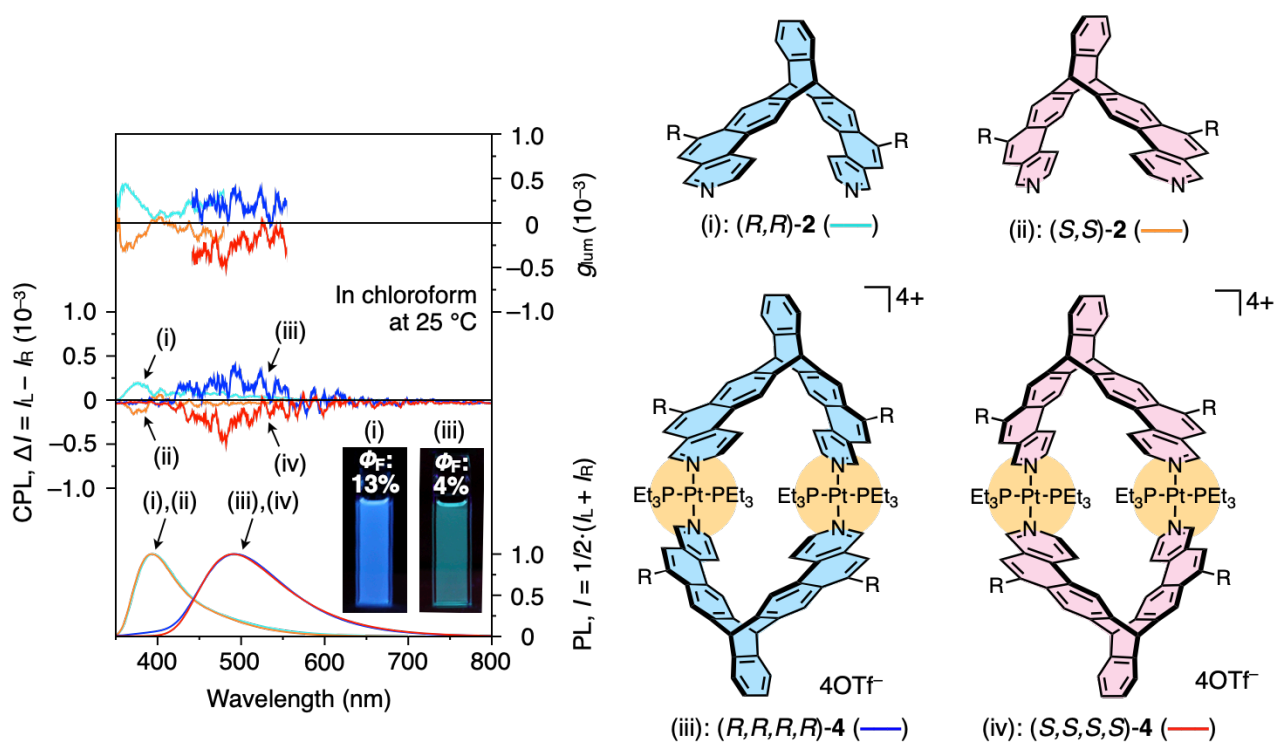 1.0
0.5
0
−0.5
−1.0
g_lum (10⁻³)
In chloroform
at 25 °C
1.0
0.5
0
−0.5
−1.0
CPL, ΔI = I_L − I_R (10⁻³)
(i)
(iii)
(ii)
(iv)
(i)
Φ_F:
13%
(iii)
Φ_F:
4%
(i),(ii)
(iii),(iv)
1.0
0.5
0
PL, I = 1/2·(I_L + I_R)
400 500 600 700 800
Wavelength (nm)
R
R
N
N
(i): (R,R)-2 ( )
R
R
N
N
(ii): (S,S)-2 ( )
4+
R
R
N
N
Et₃P-Pt-PEt₃
Et₃P-Pt-PEt₃
N
N
R
R
4OTf⁻
(iii): (R,R,R,R)-4 ( )
4+
R
R
N
N
Et₃P-Pt-PEt₃
Et₃P-Pt-PEt₃
N
N
R
R
4OTf⁻
(iv): (S,S,S,S)-4 ( )